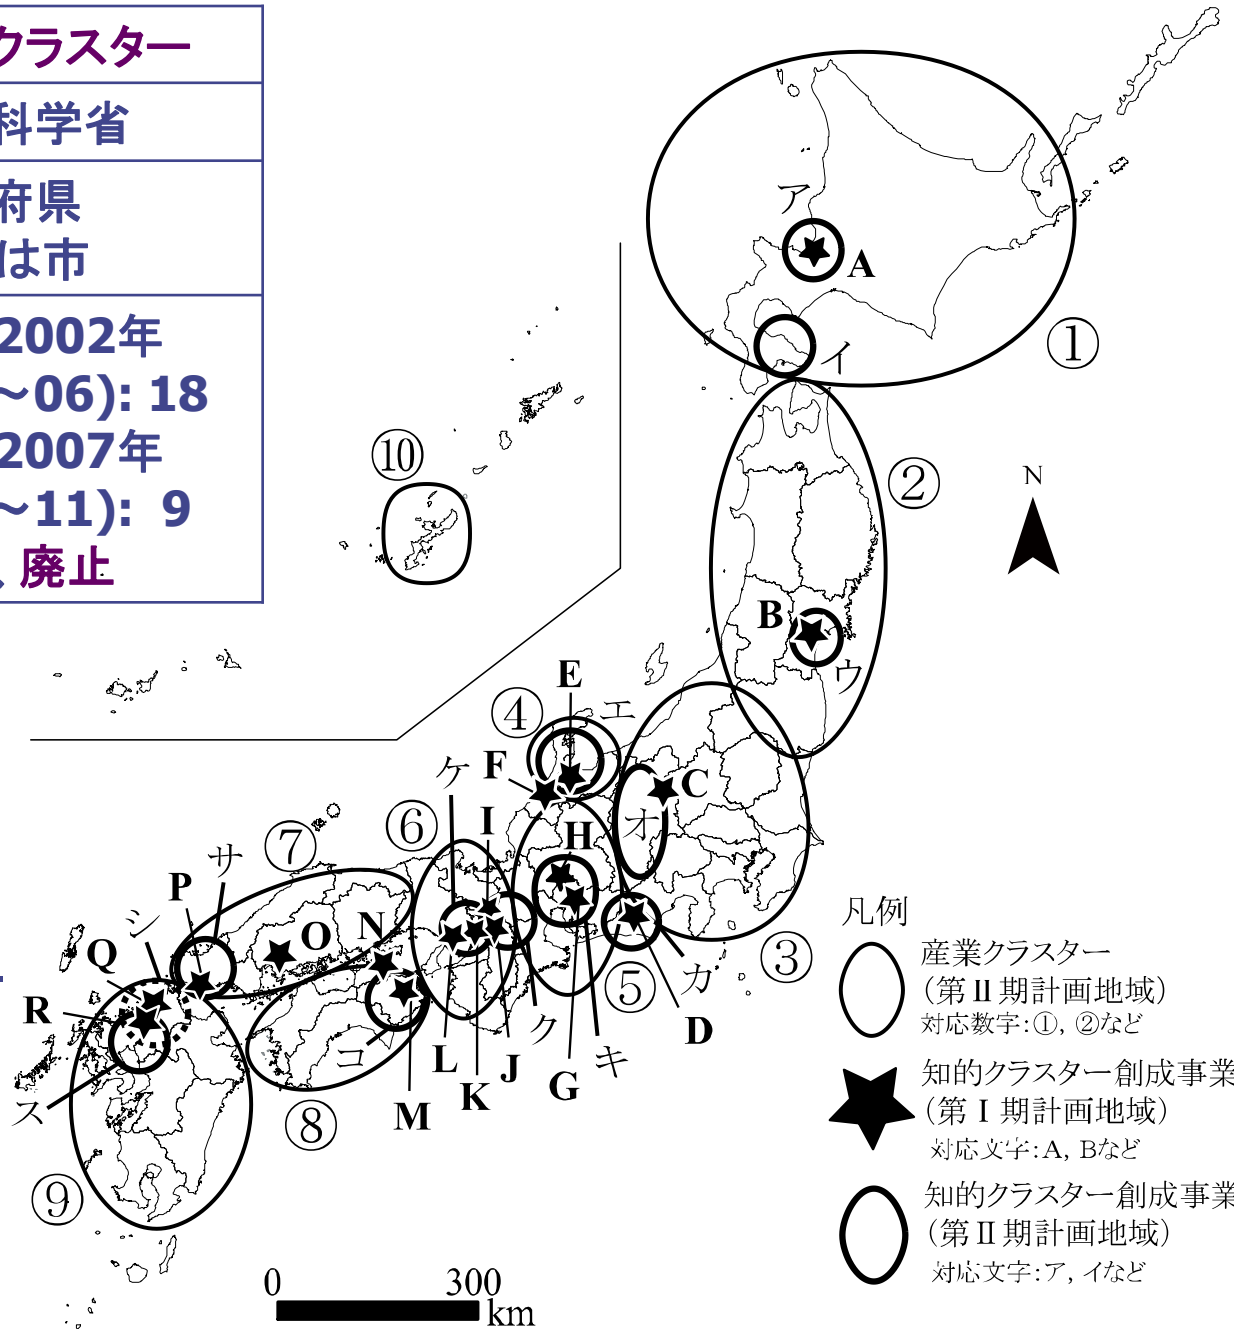 クラスター
科学省
府県
は市
2002年
～06): 18
2007年
～11): 9
、廃止
ア
A
イ
①
⑩
②
N
B
ウ
E
④
エ
F
C
ケ
オ
⑥
I
H
⑦
サ
P
シ
O
N
Q
R
⑤
カ
③
D
ス
コ
L
K
J
ク
G
キ
M
⑧
⑨
凡例
産業クラスター
(第Ⅱ期計画地域)
対応数字:①, ②など
知的クラスター創成事業
(第Ⅰ期計画地域)
対応文字:A, Bなど
知的クラスター創成事業
(第Ⅱ期計画地域)
対応文字:ア, イなど
0 300
km